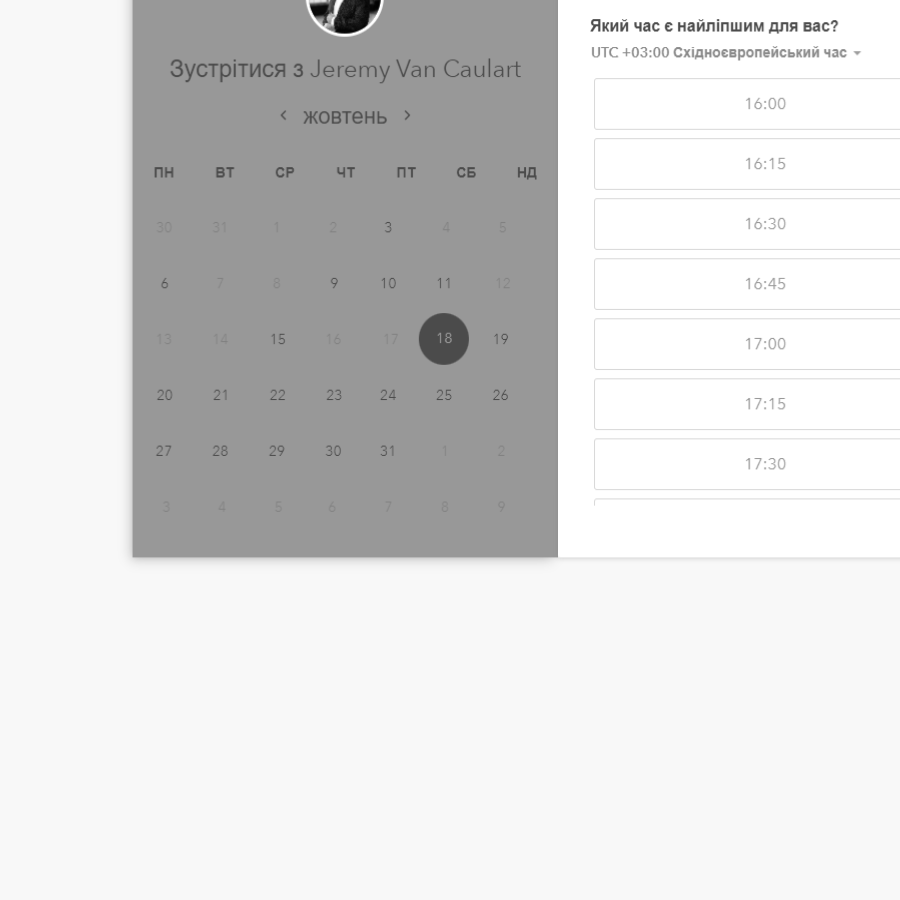 Зустрітися з Jeremy Van Caulart
‹ жовтень ›
ПН ВТ СР ЧТ ПТ СБ НД
30 31 1 2 3 4 5
6 7 8 9 10 11 12
13 14 15 16 17 18 19
20 21 22 23 24 25 26
27 28 29 30 31 1 2
3 4 5 6 7 8 9
Який час є найліпшим для вас?
UTC +03:00 Східноєвропейський час
16:00
16:15
16:30
16:45
17:00
17:15
17:30